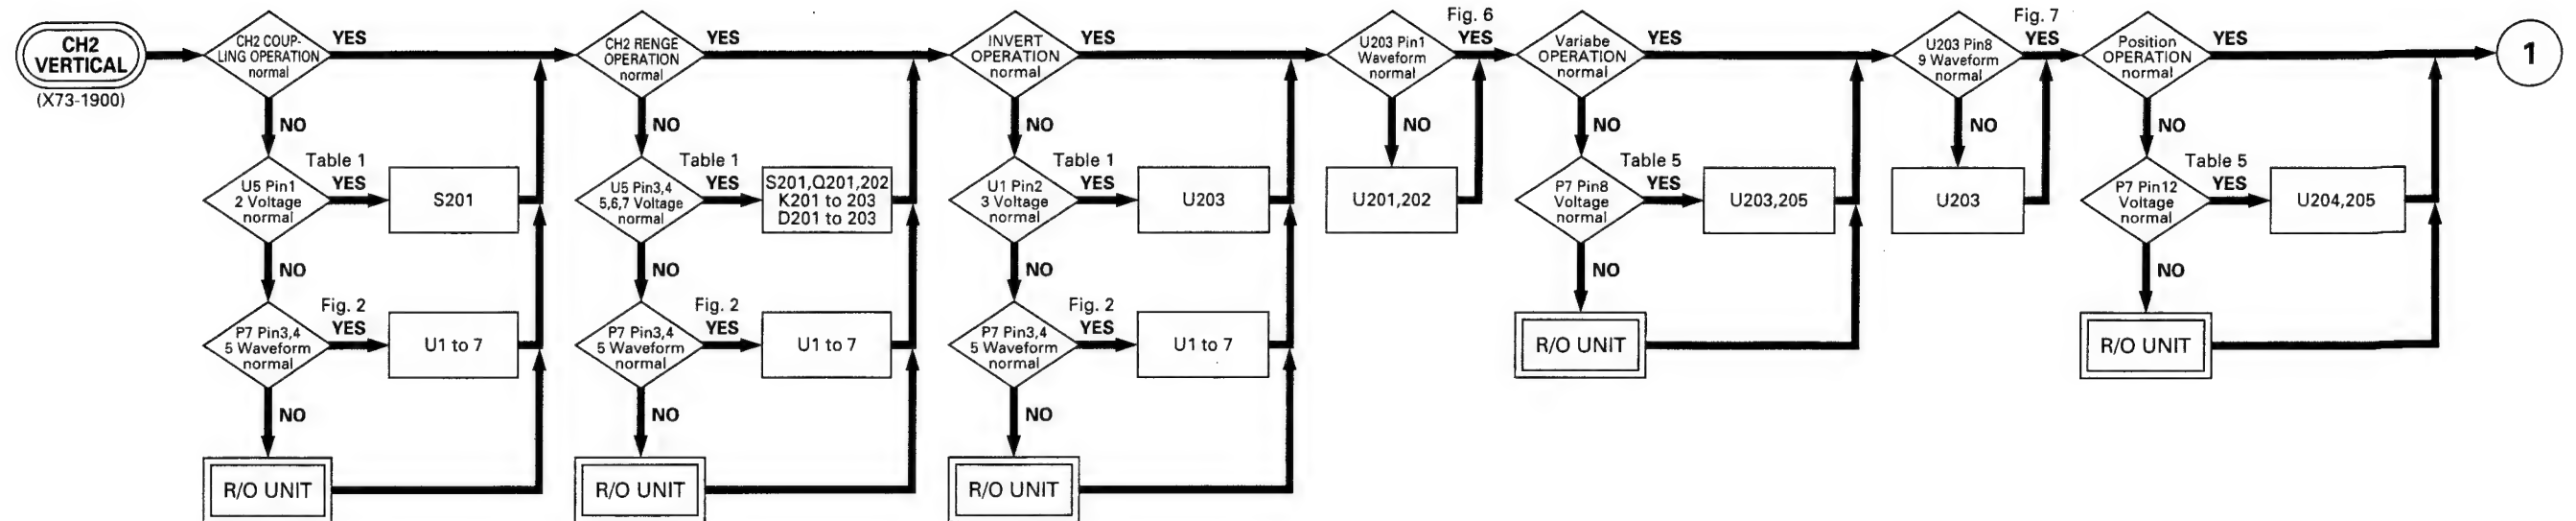 CH2
VERTICAL
(X73-1900)
CH2 COUP-
LING OPERATION
normal
YES
NO
U5 Pin1
2 Voltage
normal
Table 1
YES
S201
NO
P7 Pin3,4
5 Waveform
normal
Fig. 2
YES
U1 to 7
NO
R/O UNIT
CH2 RENGE
OPERATION
normal
YES
NO
U5 Pin3,4
5,6,7 Voltage
normal
Table 1
YES
S201,Q201,202
K201 to 203
D201 to 203
NO
P7 Pin3,4
5 Waveform
normal
Fig. 2
YES
U1 to 7
NO
R/O UNIT
INVERT
OPERATION
normal
YES
NO
U1 Pin2
3 Voltage
normal
Table 1
YES
U203
NO
P7 Pin3,4
5 Waveform
normal
Fig. 2
YES
U1 to 7
NO
R/O UNIT
U203 Pin1
Waveform
normal
Fig. 6
YES
NO
U201,202
Variabe
OPERATION
normal
YES
NO
P7 Pin8
Voltage
normal
Table 5
YES
U203,205
NO
R/O UNIT
U203 Pin8
9 Waveform
normal
Fig. 7
YES
NO
U203
Position
OPERATION
normal
YES
NO
P7 Pin12
Voltage
normal
Table 5
YES
U204,205
NO
R/O UNIT
1